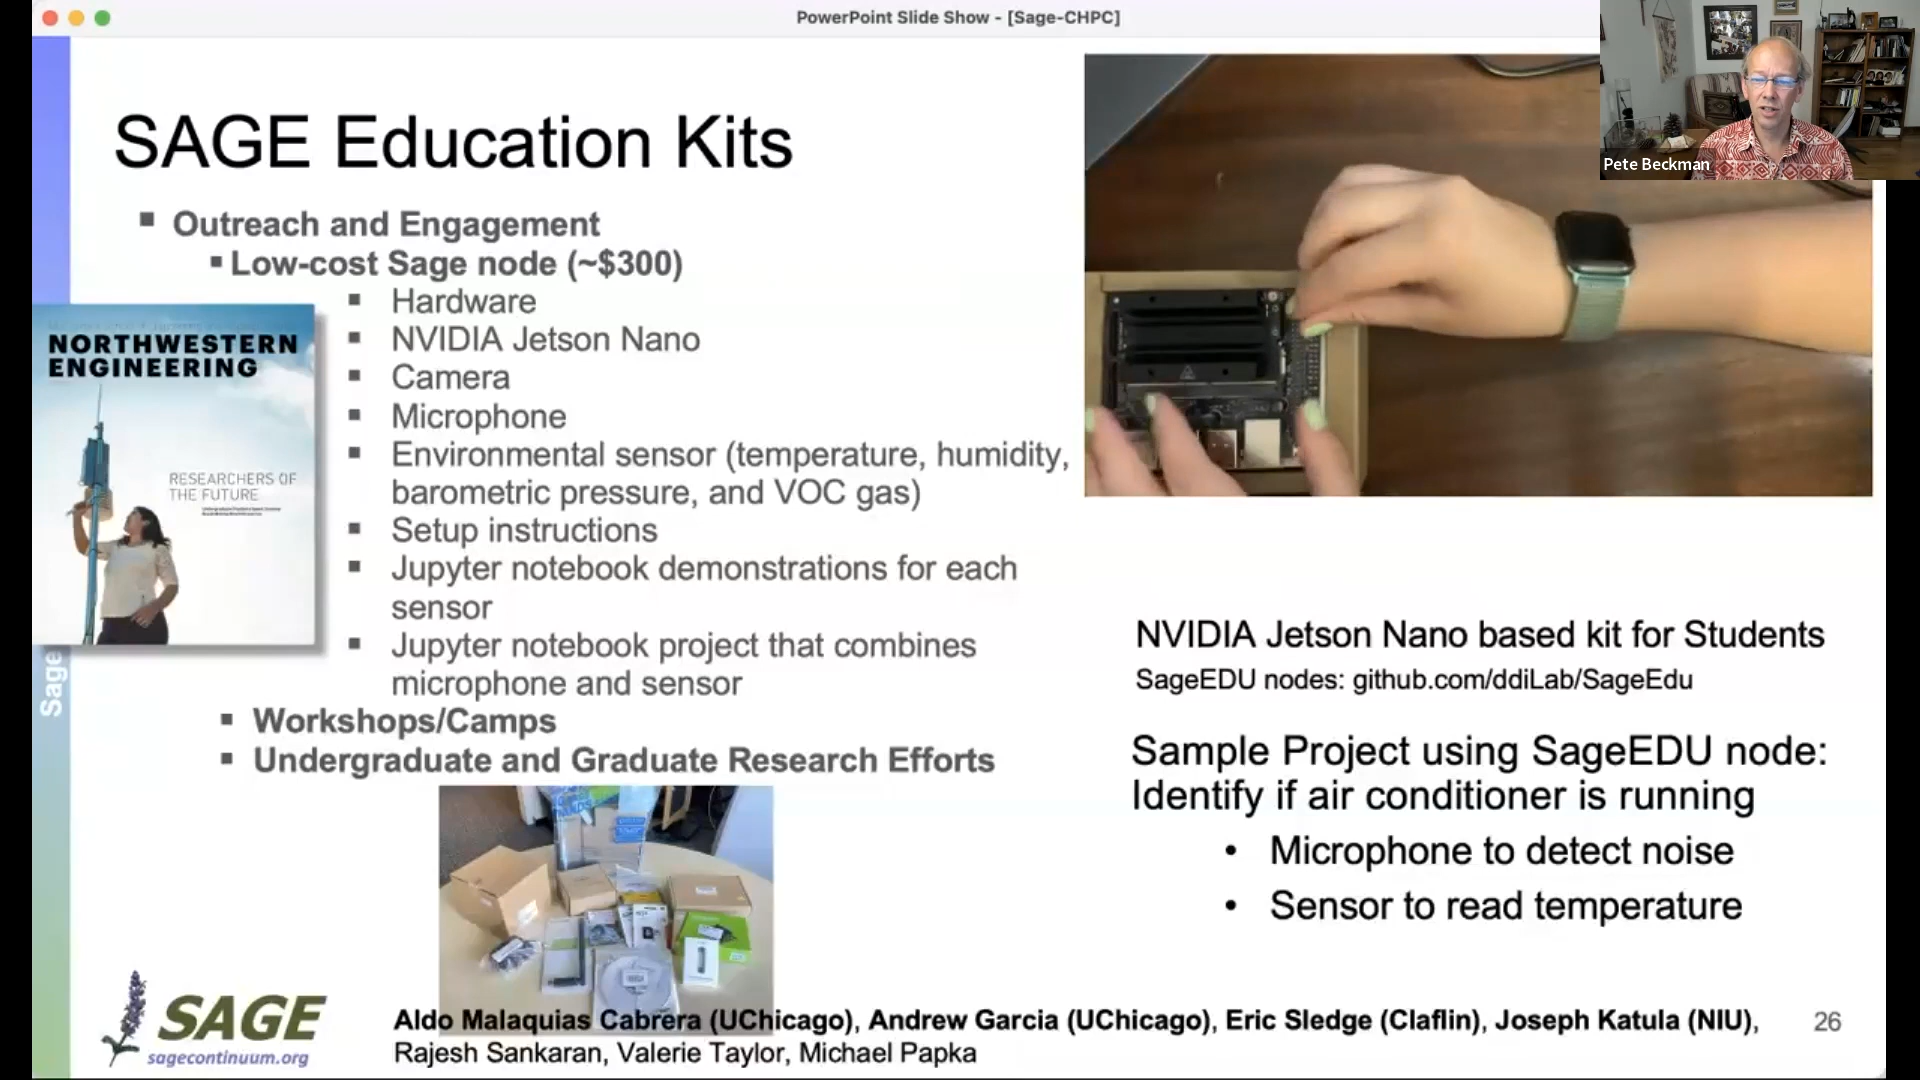 PowerPoint Slide Show - [Sage-CHPC]
Pete Beckman
SAGE Education Kits
Outreach and Engagement
Low-cost Sage node (~$300)
Hardware
NVIDIA Jetson Nano
Camera
Microphone
Environmental sensor (temperature, humidity,
barometric pressure, and VOC gas)
Setup instructions
Jupyter notebook demonstrations for each
sensor
Jupyter notebook project that combines
microphone and sensor
Workshops/Camps
Undergraduate and Graduate Research Efforts
NORTHWESTERN
ENGINEERING
RESEARCHERS OF
THE FUTURE
Sage
NVIDIA Jetson Nano based kit for Students
SageEDU nodes: github.com/ddiLab/SageEdu
Sample Project using SageEDU node:
Identify if air conditioner is running
• Microphone to detect noise
• Sensor to read temperature
SAGE
sagecontinuum.org
Aldo Malaquias Cabrera (UChicago), Andrew Garcia (UChicago), Eric Sledge (Claflin), Joseph Katula (NIU),
Rajesh Sankaran, Valerie Taylor, Michael Papka
26